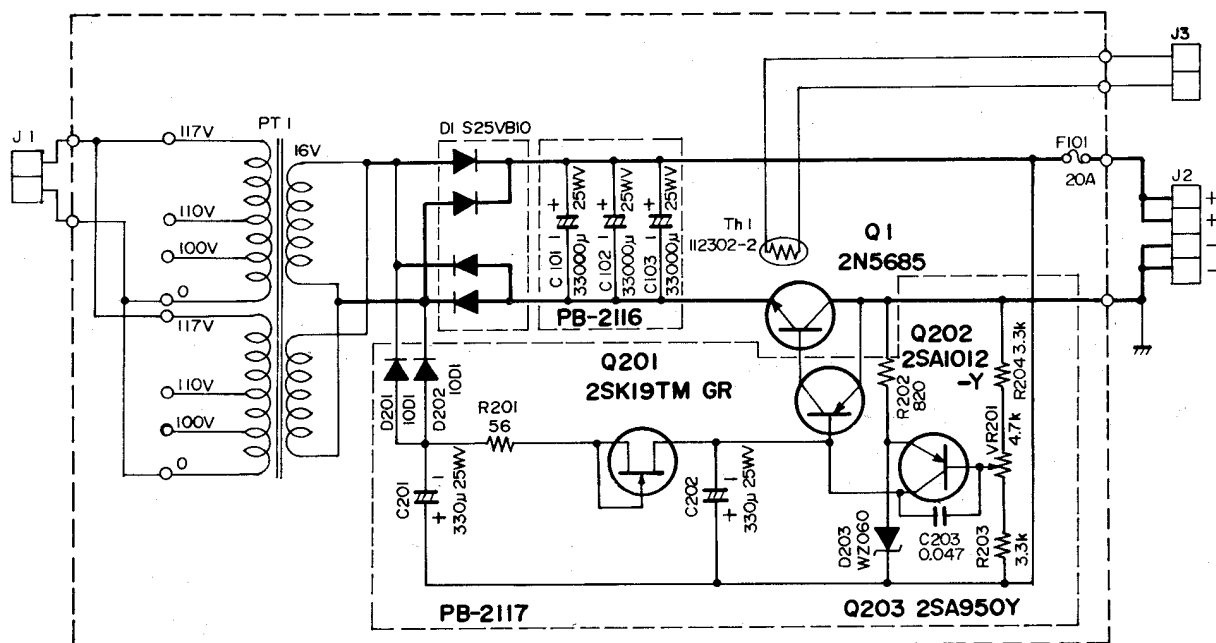 J3
J1
117V
PT1
16V
D1 S25VB10
110V
100V
0
117V
110V
100V
0
+ 25WV
C101 - 33000µ
+ 25WV
C102 - 33000µ
+ 25WV
C103 - 33000µ
PB-2116
Th1
112302-2
Q1
2N5685
F101
20A
J2
+
+
-
-
Q201
2SK19TM GR
Q202
2SA1012
-Y
D201
10D1
D202
10D1
R201
56
R202
820
R204 3.3k
VR201
4.7k
C201
- +
330µ 25WV
C202
- +
330µ 25WV
D203
WZ060
C203
0.047
R203
3.3k
PB-2117
Q203 2SA950Y